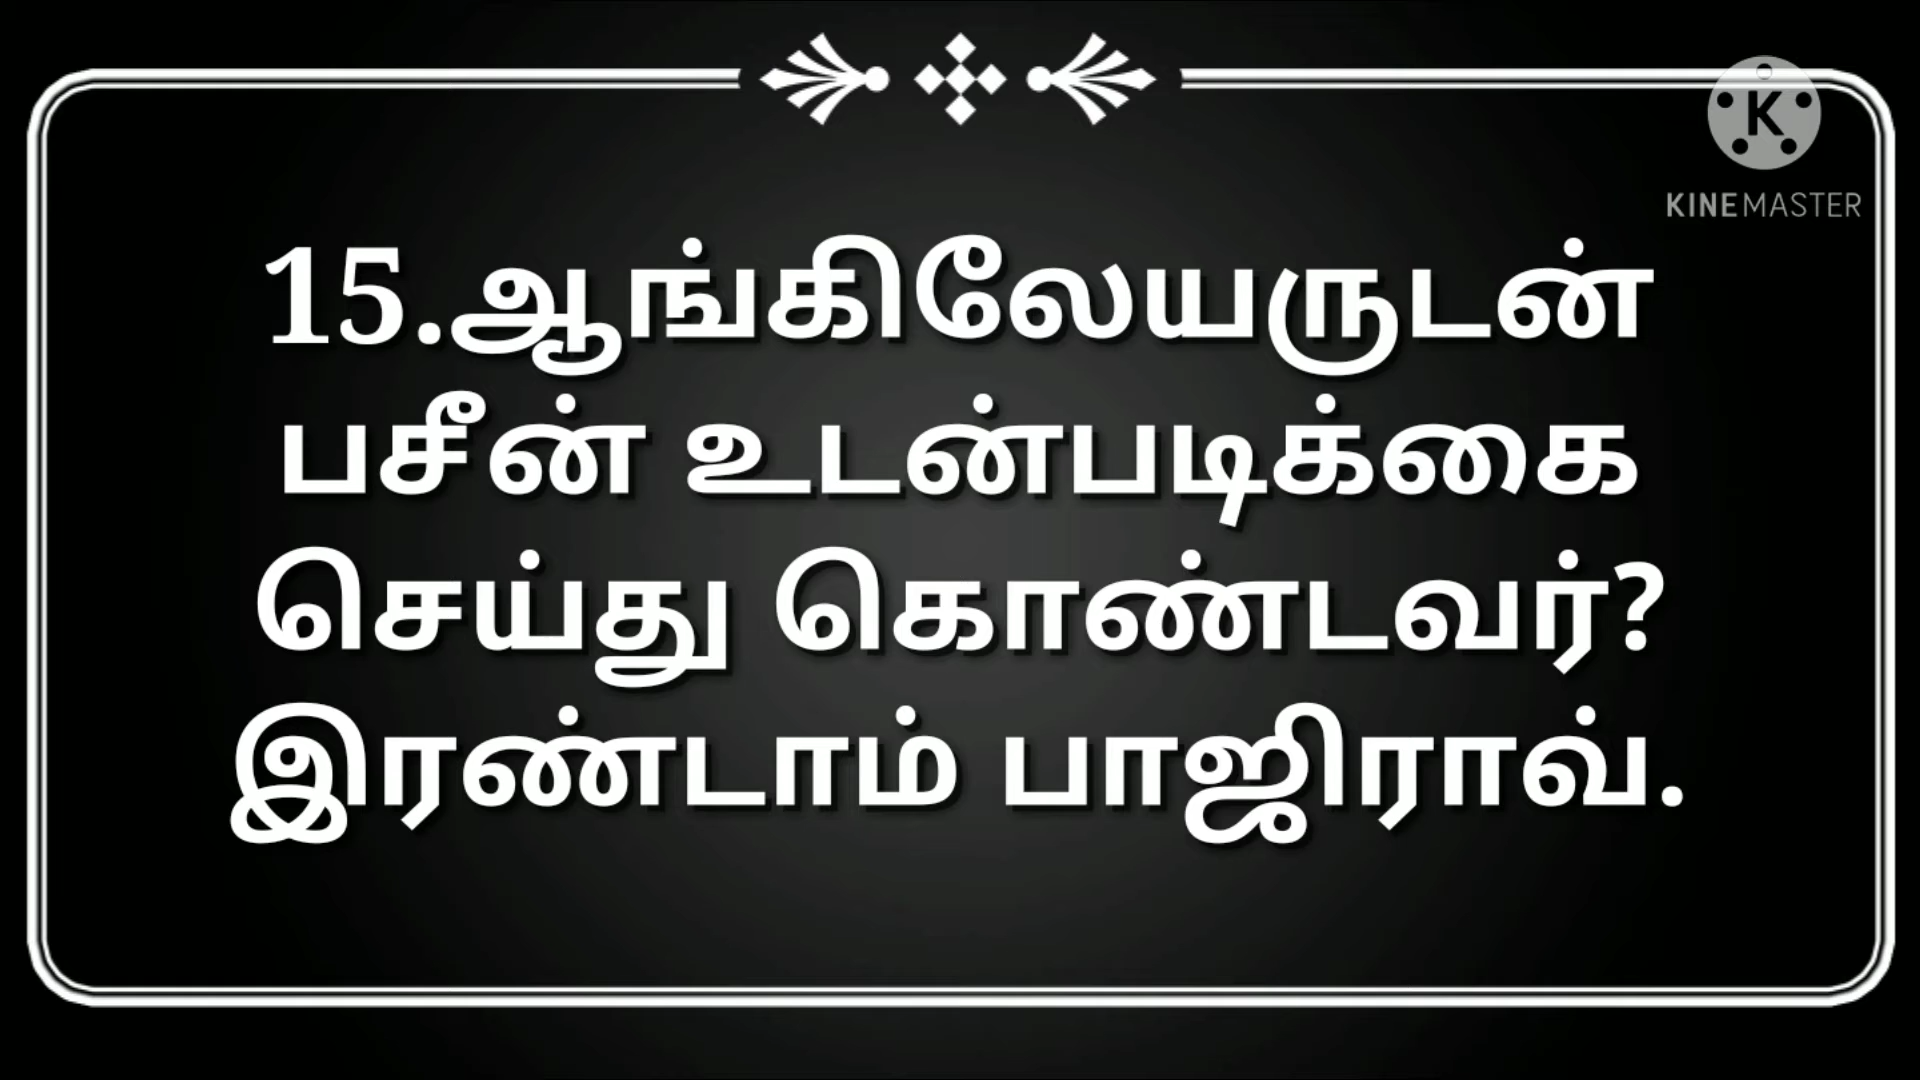 K
KINEMASTER
15.ஆங்கிலேயருடன்
பசீன் உடன்படிக்கை
செய்து கொண்டவர்?
இரண்டாம் பாஜிராவ்.